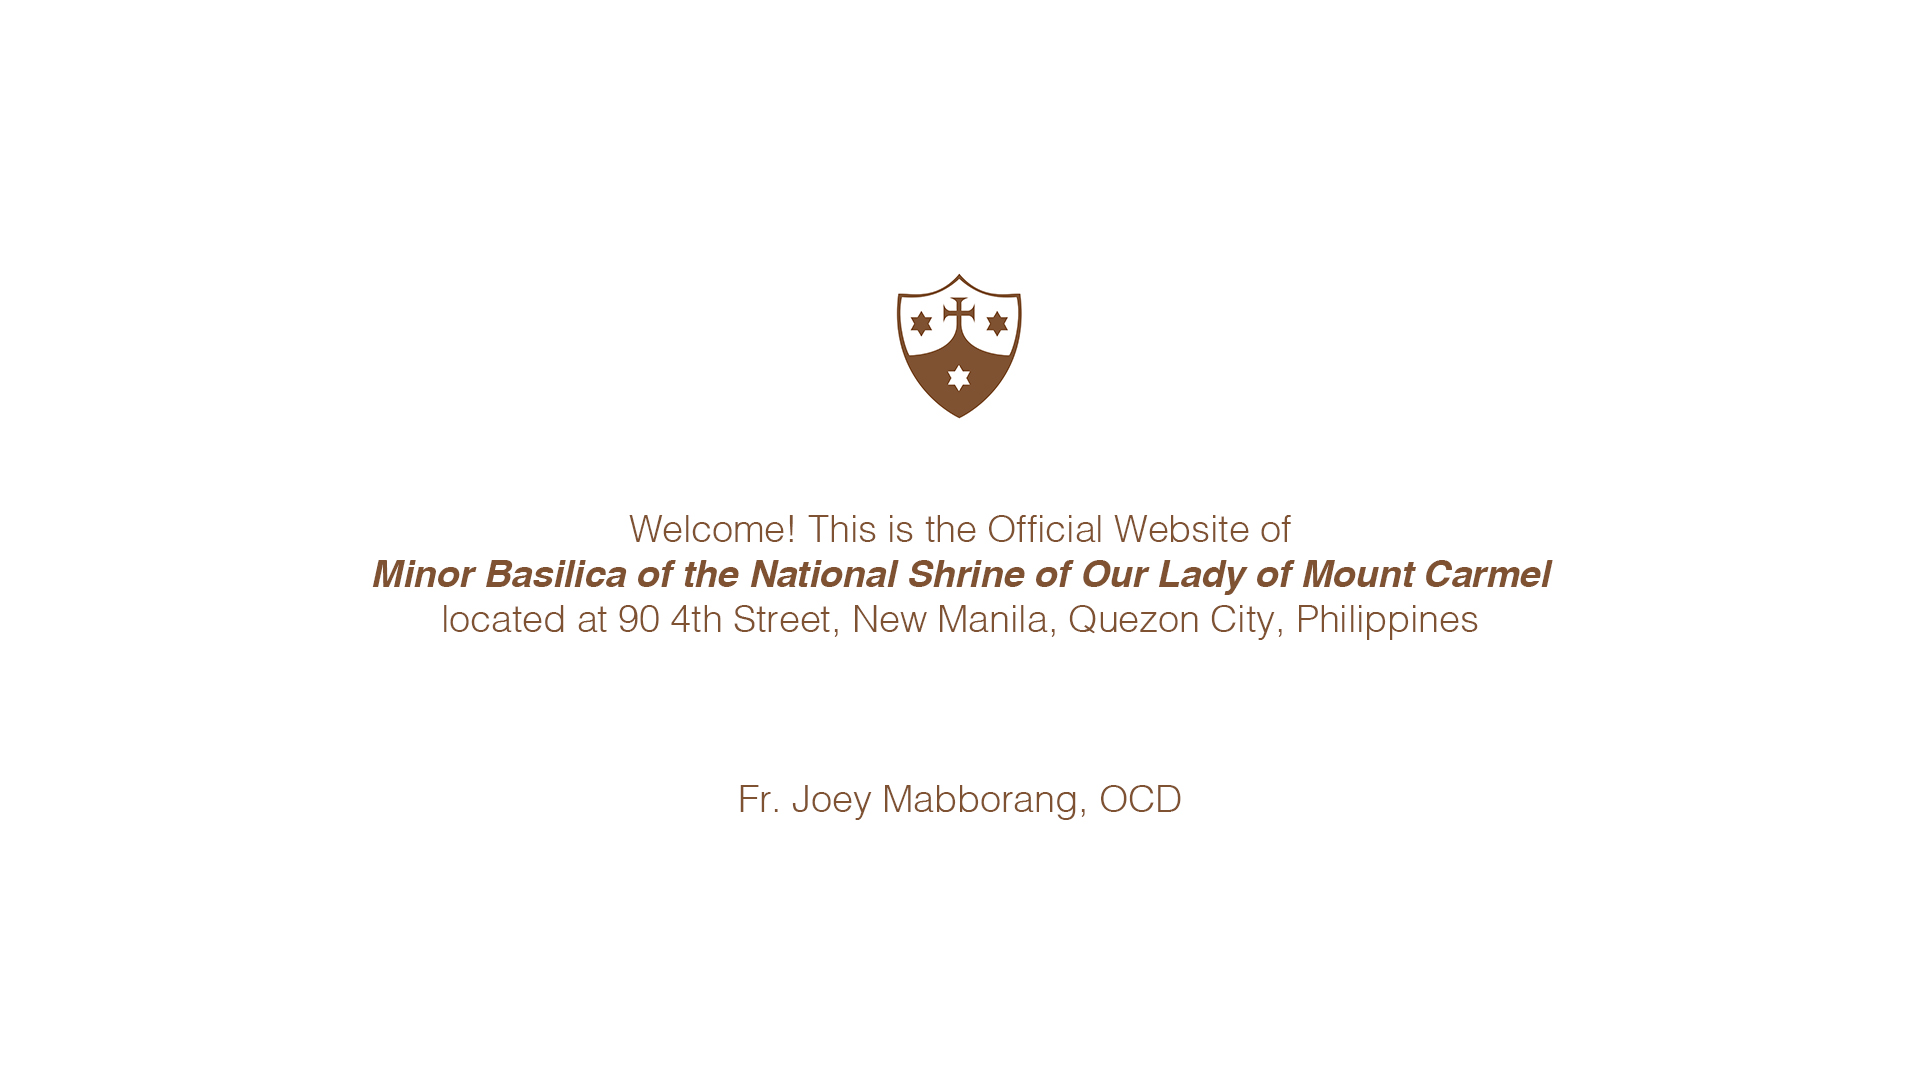 Welcome! This is the Official Website of
Minor Basilica of the National Shrine of Our Lady of Mount Carmel
located at 90 4th Street, New Manila, Quezon City, Philippines
Fr. Joey Mabborang, OCD